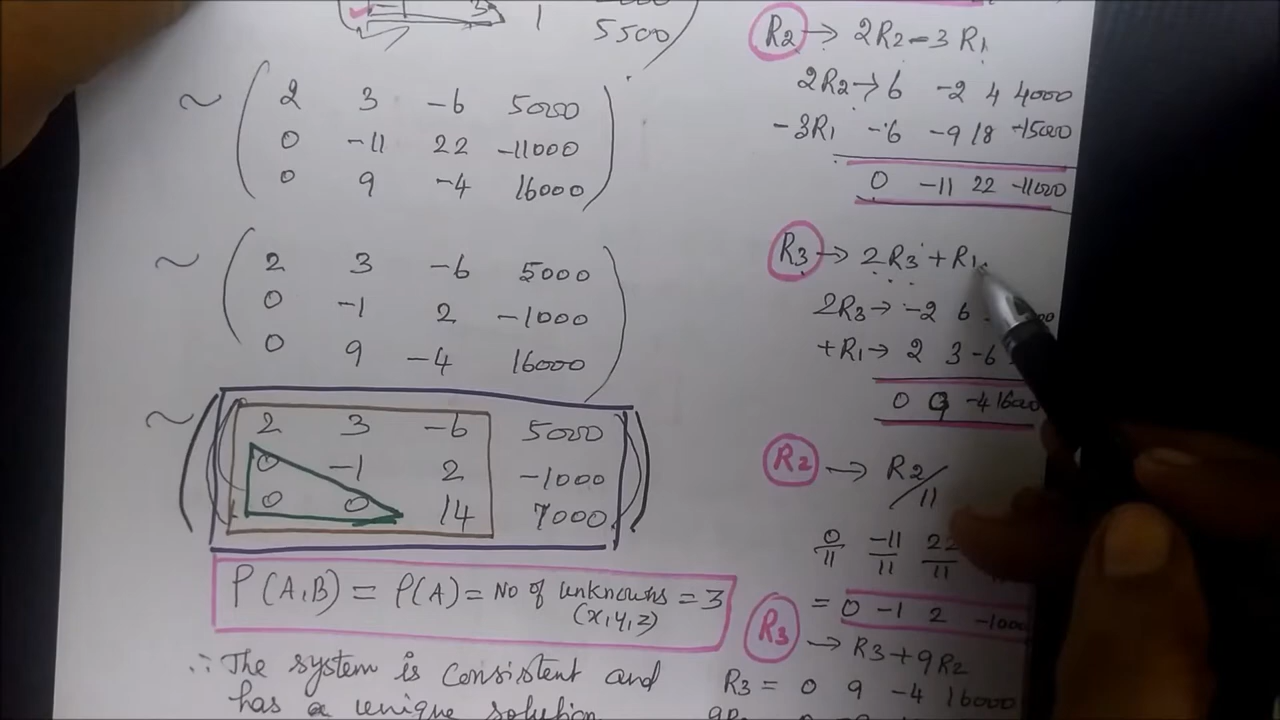 3
1
5500
~ 2 3 -6 5000
0 -11 22 -11000
0 9 -4 16000
~ 2 3 -6 5000
0 -1 2 -1000
0 9 -4 16000
~ 2 3 -6 5000
0 -1 2 -1000
0 0 14 7000
ρ(A,B) = ρ(A) = No of unknowns = 3
(x,y,z)
∴ The system is consistent and
has a unique solution
R2 → 2R2 - 3R1
2R2 → 6 -2 4 4000
-3R1 -6 -9 18 -15000
0 -11 22 -11000
R3 → 2R3 + R1
2R3 → -2 6
+R1 → 2 3 -6
0 9 -4 16000
R2 → R2/11
0/11 -11/11 22/11
= 0 -1 2 -1000
R3 → R3 + 9R2
R3 = 0 9 -4 16000